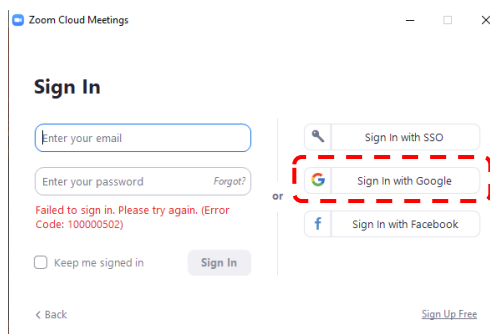 Zoom Cloud Meetings
Sign In
Enter your email
Enter your password Forgot?
Failed to sign in. Please try again. (Error
Code: 100000502)
Keep me signed in
Sign In
or
Sign In with SSO
Sign In with Google
Sign In with Facebook
< Back
Sign Up Free